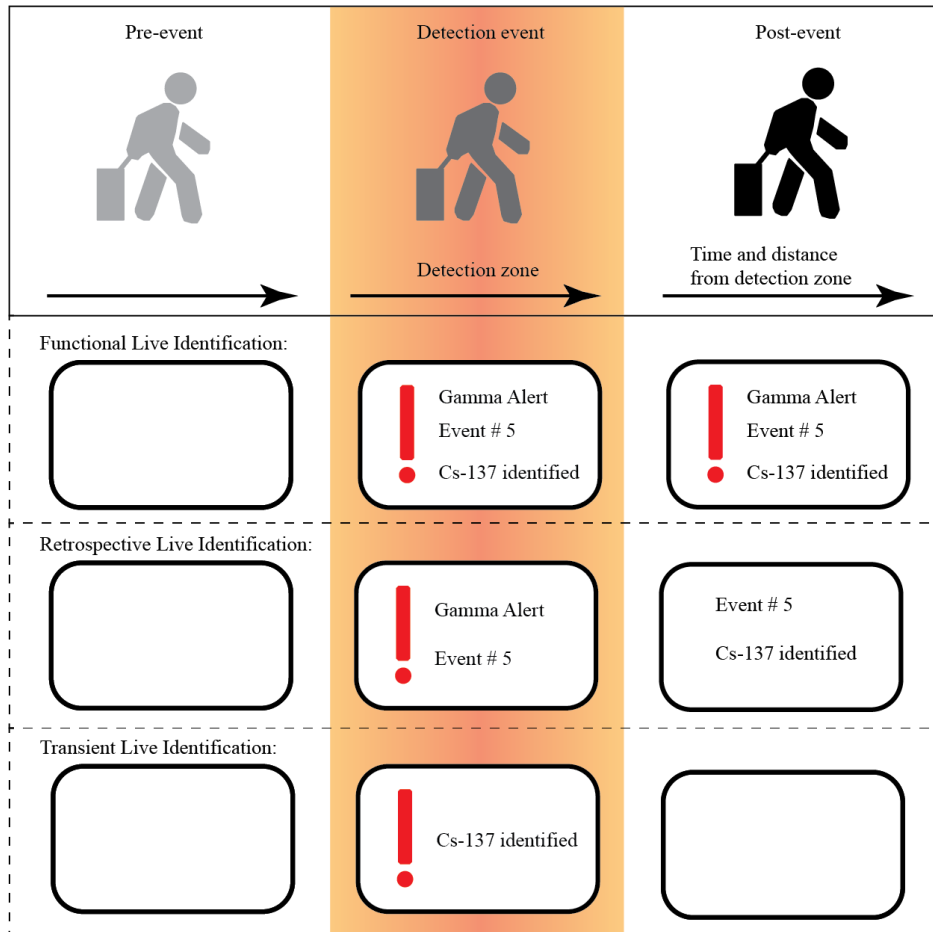 Pre-event
Detection event
Post-event
Detection zone
Time and distance
from detection zone
Functional Live Identification:
Gamma Alert
Event # 5
Cs-137 identified
Gamma Alert
Event # 5
Cs-137 identified
Retrospective Live Identification:
Gamma Alert
Event # 5
Event # 5
Cs-137 identified
Transient Live Identification:
Cs-137 identified